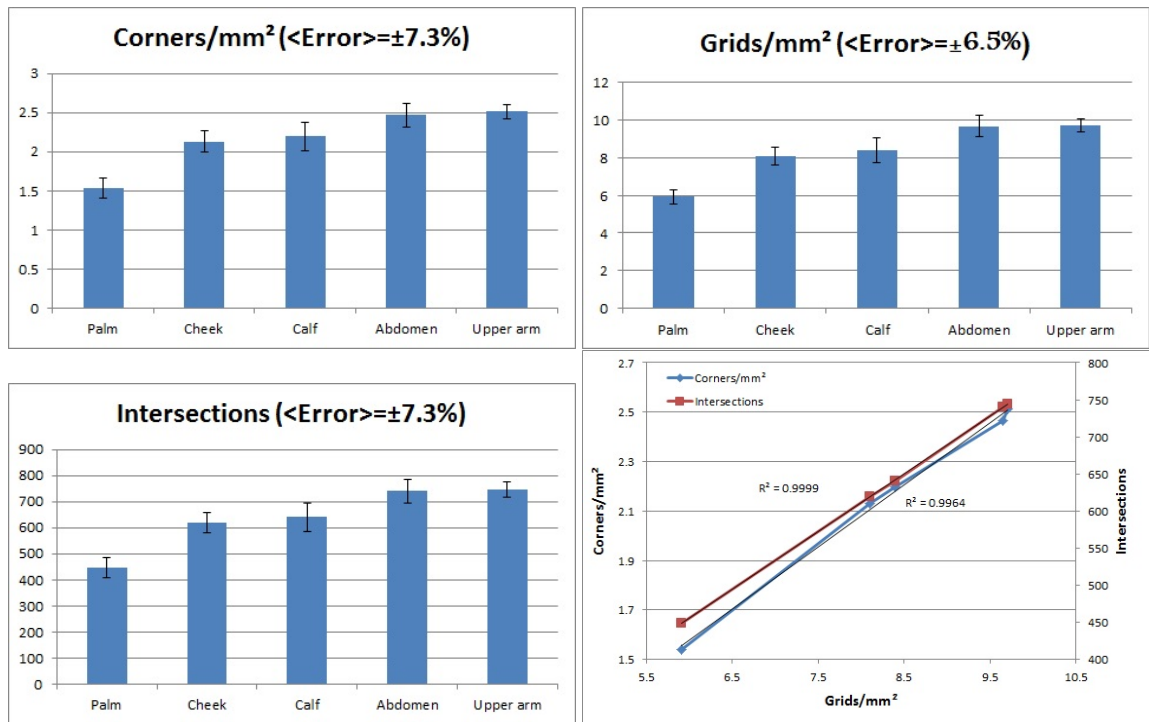 Corners/mm² (<Error>=±7.3%)
3
2.5
2
1.5
1
0.5
0
Palm Cheek Calf Abdomen Upper arm
Grids/mm² (<Error>=±6.5%)
12
10
8
6
4
2
0
Palm Cheek Calf Abdomen Upper arm
Intersections (<Error>=±7.3%)
900
800
700
600
500
400
300
200
100
0
Palm Cheek Calf Abdomen Upper arm
2.7 800
Corners/mm²
Intersections
750
2.5
700
2.3
650
2.1
600
R² = 0.9999
R² = 0.9964
550
1.9
500
1.7
450
1.5 400
5.5 6.5 7.5 8.5 9.5 10.5
Corners/mm²
Intersections
Grids/mm²